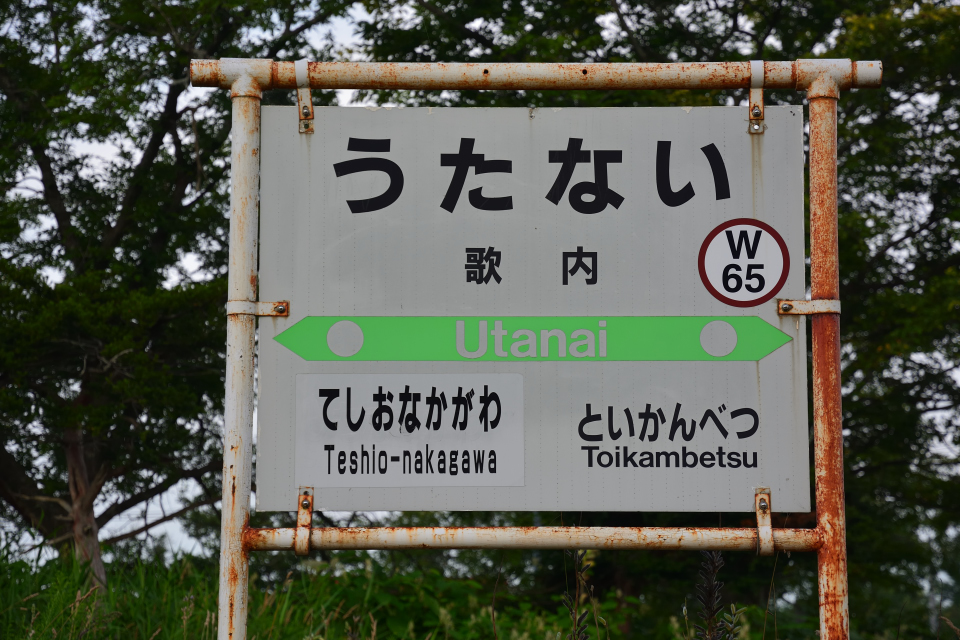 うたない
歌内
W
65
Utanai
てしおなかがわ
Teshio-nakagawa
といかんべつ
Toikambetsu